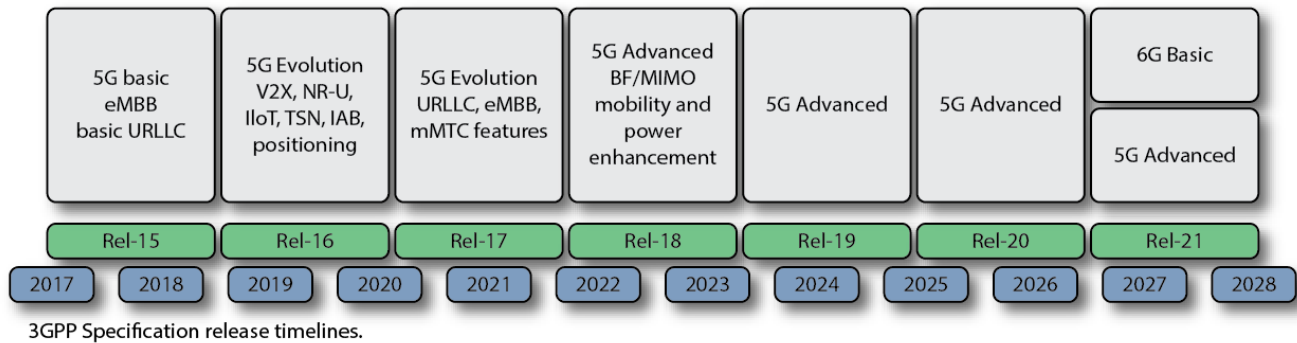 5G basic
eMBB
basic URLLC
5G Evolution
V2X, NR-U,
IIoT, TSN, IAB,
positioning
5G Evolution
URLLC, eMBB,
mMTC features
5G Advanced
BF/MIMO
mobility and
power
enhancement
5G Advanced
5G Advanced
6G Basic
5G Advanced
Rel-15
Rel-16
Rel-17
Rel-18
Rel-19
Rel-20
Rel-21
2017
2018
2019
2020
2021
2022
2023
2024
2025
2026
2027
2028
3GPP Specification release timelines.